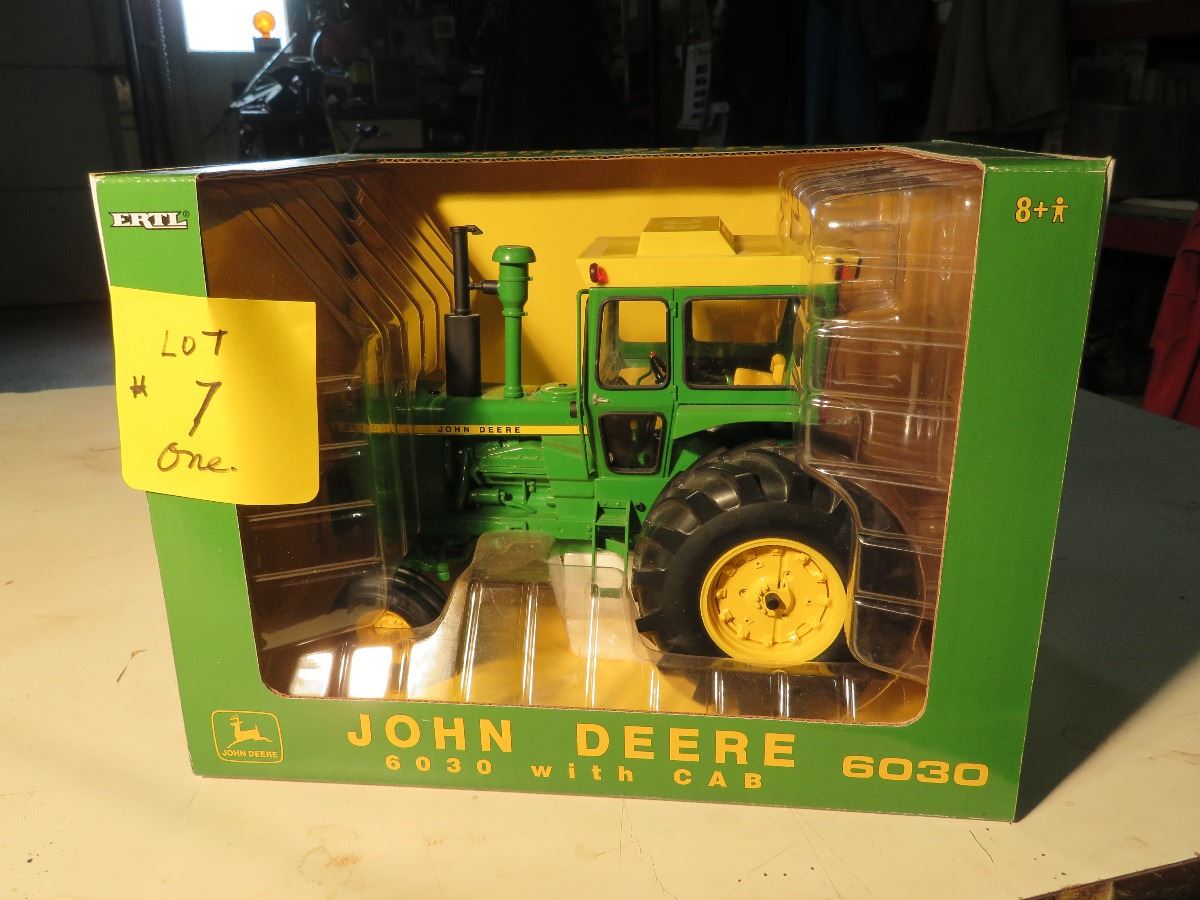 ERTL®
8+
LOT
# 7
One.
JOHN DEERE
JOHN DEERE
JOHN DEERE
6030 with CAB
6030